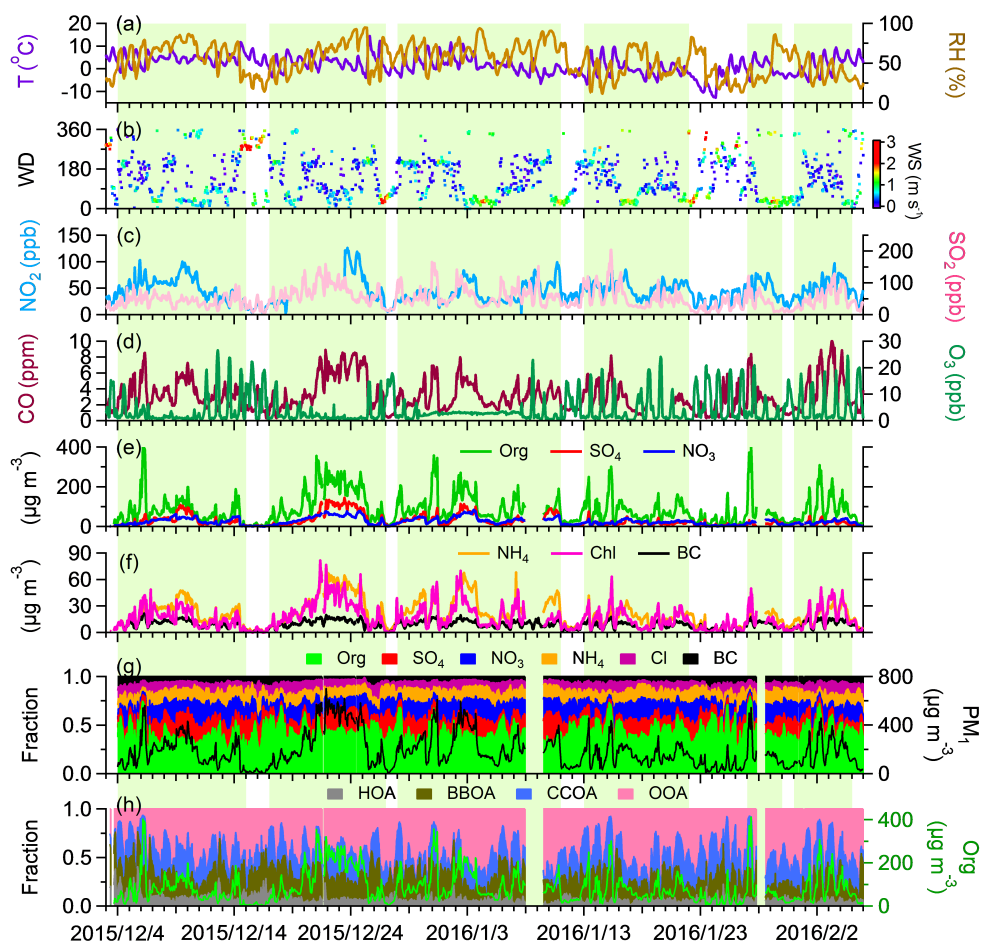 (a)
20
10
0
-10
T (°C)
100
50
0
RH (%)
(b)
360
180
0
WD
3
2
1
0
WS (m s⁻¹)
(c)
150
100
50
0
NO₂ (ppb)
200
100
0
SO₂ (ppb)
(d)
10
8
6
4
2
0
CO (ppm)
30
20
10
0
O₃ (ppb)
(e)
400
200
0
(µg m⁻³)
Org SO₄ NO₃
(f)
90
60
30
0
(µg m⁻³)
NH₄ Chl BC
(g)
Org SO₄ NO₃ NH₄ Cl BC
1.0
0.5
0.0
Fraction
800
400
0
PM₁
(µg m⁻³)
(h)
HOA BBOA CCOA OOA
1.0
0.5
0.0
Fraction
400
200
0
Org
(µg m⁻³)
2015/12/4 2015/12/14 2015/12/24 2016/1/3 2016/1/13 2016/1/23 2016/2/2